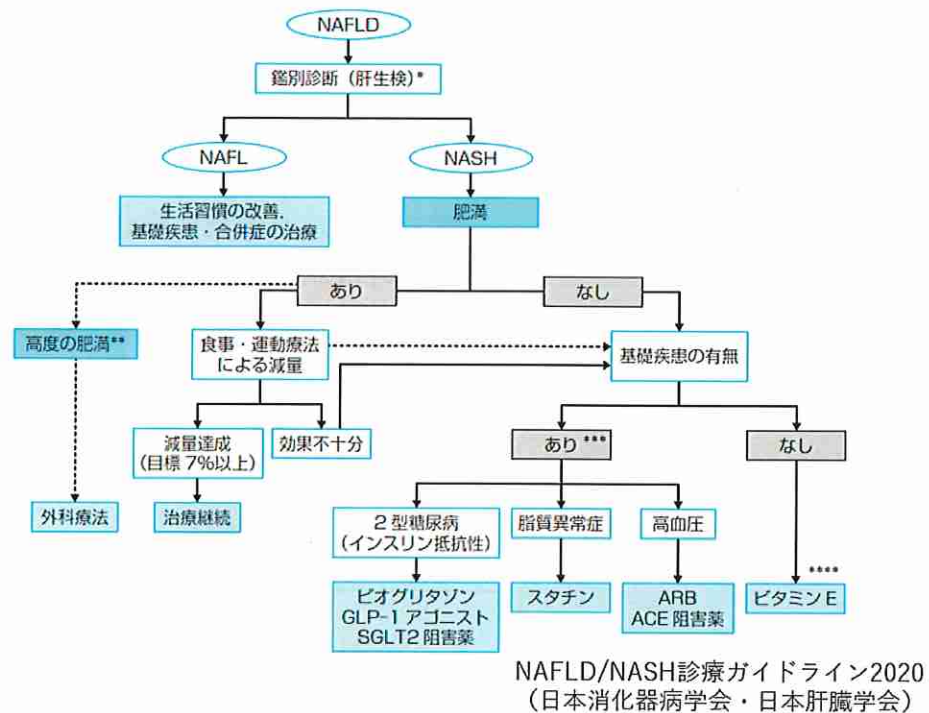 NAFLD
鑑別診断（肝生検）*
NAFL
NASH
生活習慣の改善,
基礎疾患・合併症の治療
肥満
あり
なし
高度の肥満**
食事・運動療法
による減量
基礎疾患の有無
減量達成
(目標 7%以上)
効果不十分
あり ***
なし
外科療法
治療継続
2 型糖尿病
(インスリン抵抗性)
脂質異常症
高血圧
****
ピオグリタゾン
GLP-1 アゴニスト
SGLT2 阻害薬
スタチン
ARB
ACE 阻害薬
ビタミン E
NAFLD/NASH診療ガイドライン2020
（日本消化器病学会・日本肝臓学会）